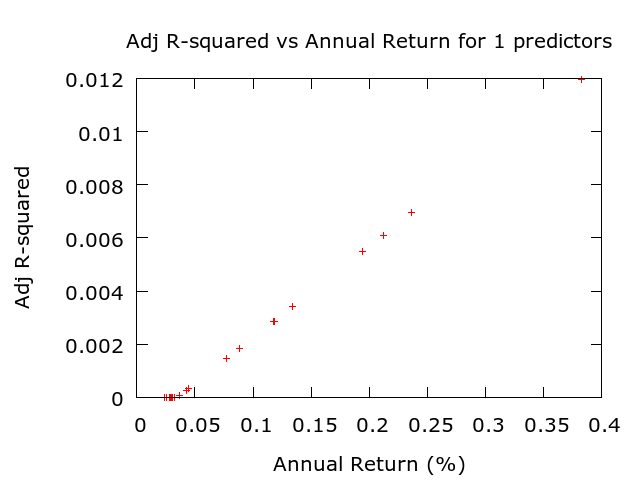 Adj R-squared vs Annual Return for 1 predictors
0.012
0.01
0.008
0.006
0.004
0.002
0
Adj R-squared
0 0.05 0.1 0.15 0.2 0.25 0.3 0.35 0.4
Annual Return (%)